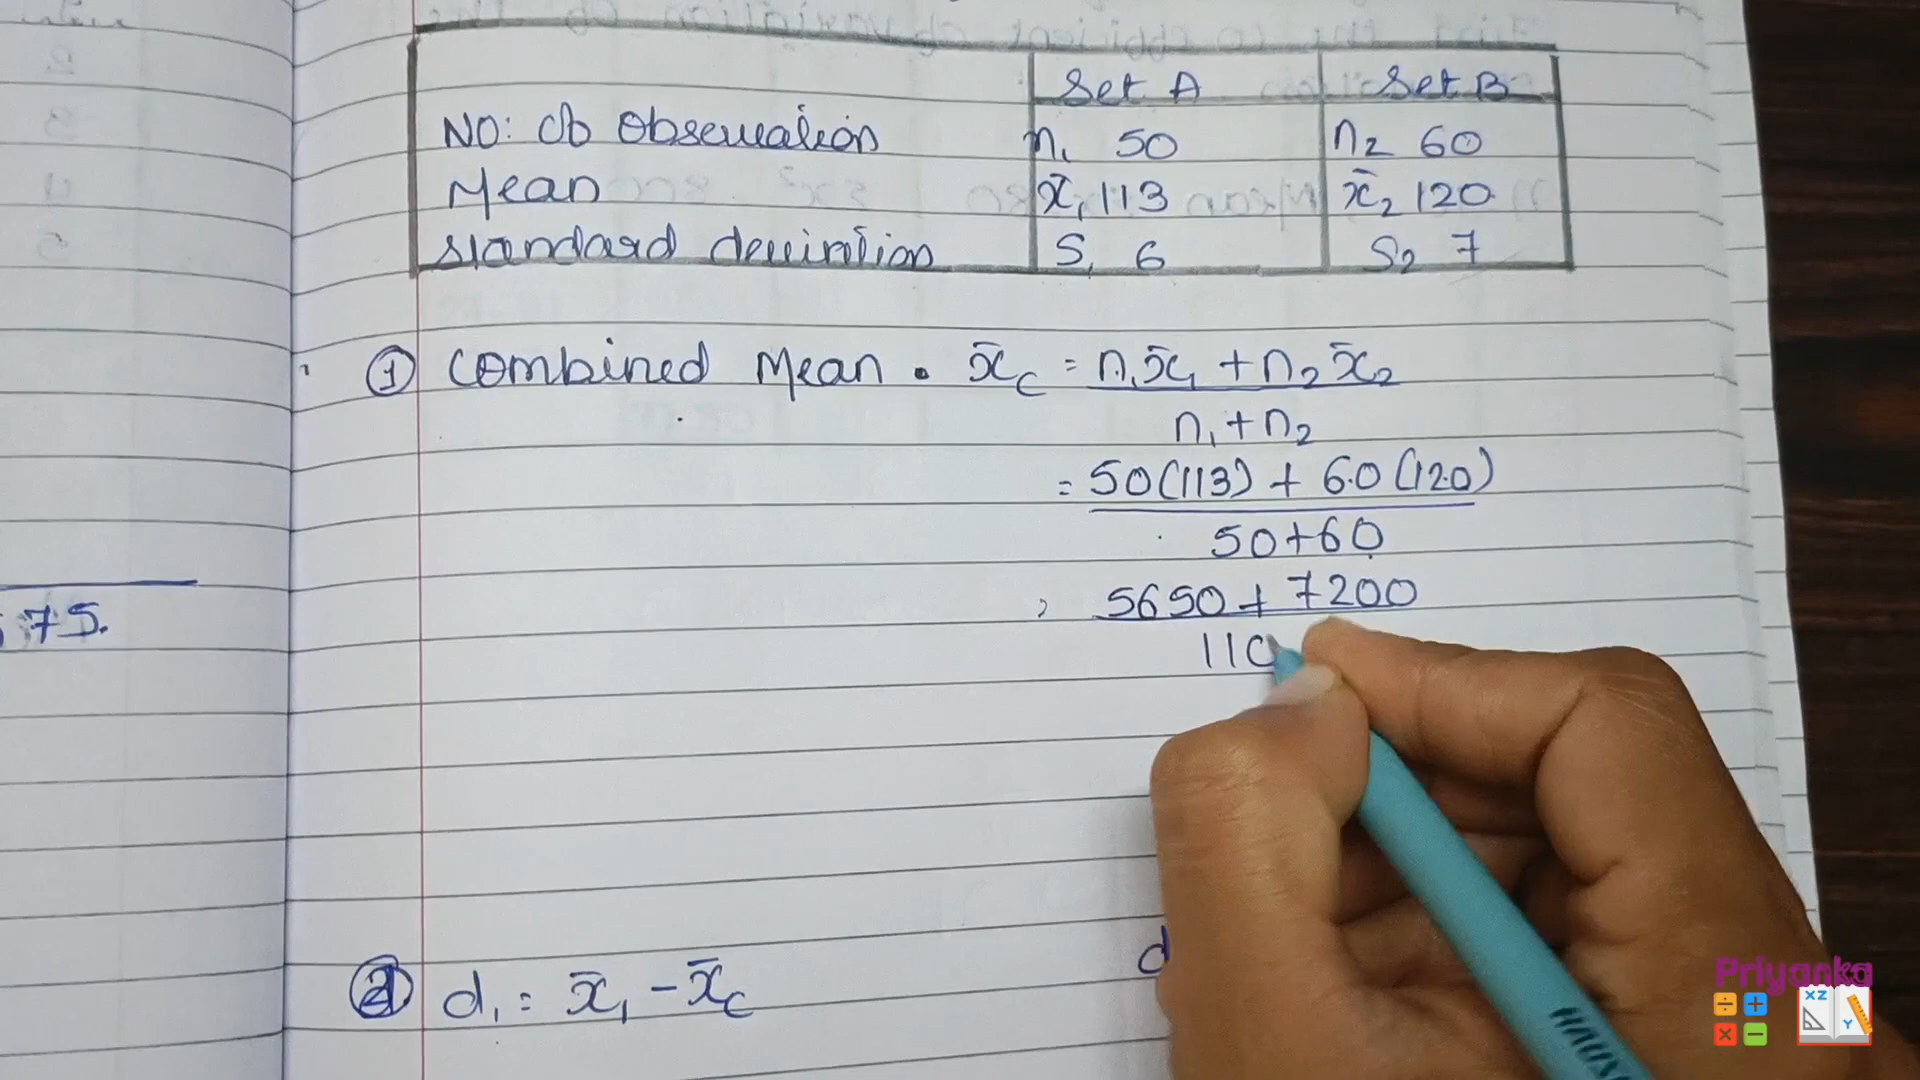 Set A Set B
NO: Ob Observation n₁ 50 n₂ 60
Mean x̄₁ 113 x̄₂ 120
Standard deviation S₁ 6 S₂ 7
① Combined Mean. x̄c = n₁x̄₁ + n₂x̄₂
n₁ + n₂
= 50(113) + 60(120)
50+60
5650 + 7200
110
75.
② d₁ = x̄₁ - x̄c d
Priyanka
XZ
Y